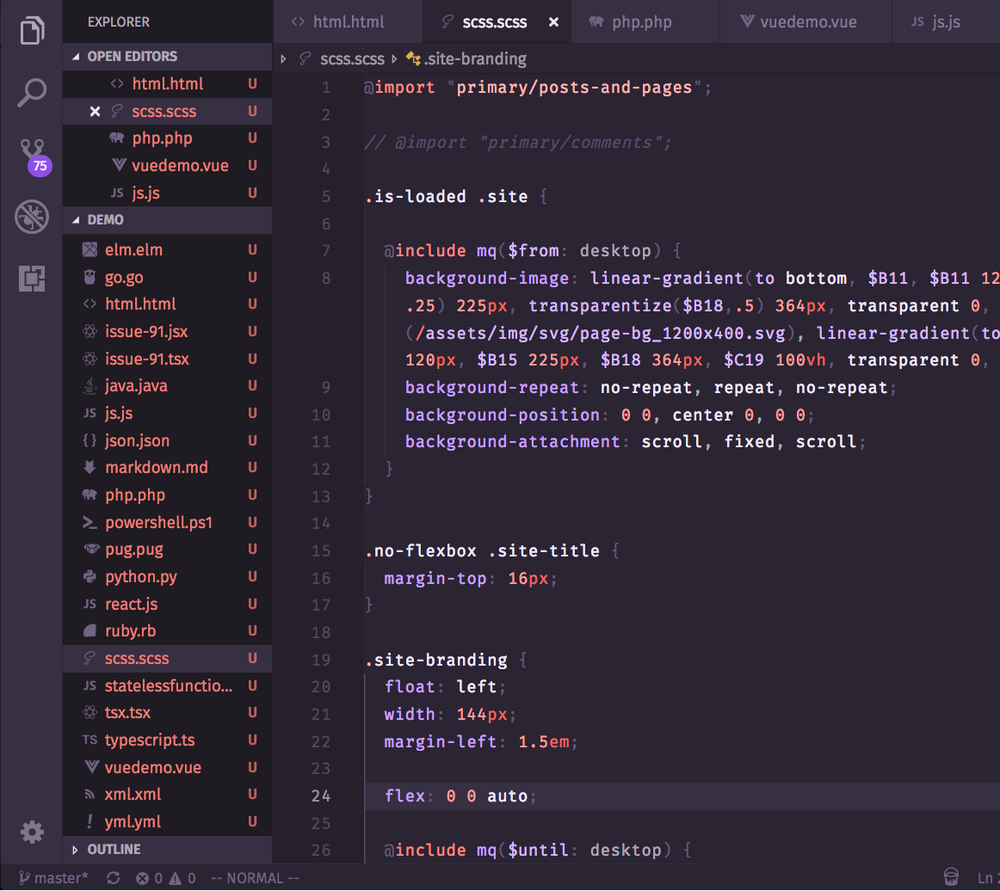 EXPLORER
OPEN EDITORS
html.html U
scss.scss U
php.php U
vuedemo.vue U
js.js U
75
DEMO
elm.elm U
go.go U
html.html U
issue-91.jsx U
issue-91.tsx U
java.java U
JS js.js U
json.json U
markdown.md U
php.php U
powershell.ps1 U
pug.pug U
python.py U
JS react.js U
ruby.rb U
scss.scss U
JS statelessfunctio... U
tsx.tsx U
TS typescript.ts U
vuedemo.vue U
xml.xml U
! yml.yml U
OUTLINE
html.html scss.scss × php.php vuedemo.vue JS js.js
scss.scss .site-branding
1 @import "primary/posts-and-pages";
2
3 // @import "primary/comments";
4
5 .is-loaded .site {
6
7 @include mq($from: desktop) {
8 background-image: linear-gradient(to bottom, $B11, $B11 12
.25) 225px, transparentize($B18,.5) 364px, transparent 0,
(/assets/img/svg/page-bg_1200x400.svg), linear-gradient(to
120px, $B15 225px, $B18 364px, $C19 100vh, transparent 0,
9 background-repeat: no-repeat, repeat, no-repeat;
10 background-position: 0 0, center 0, 0 0;
11 background-attachment: scroll, fixed, scroll;
12 }
13 }
14
15 .no-flexbox .site-title {
16 margin-top: 16px;
17 }
18
19 .site-branding {
20 float: left;
21 width: 144px;
22 margin-left: 1.5em;
23
24 flex: 0 0 auto;
25
26 @include mq($until: desktop) {
master* 0 0 -- NORMAL -- Ln